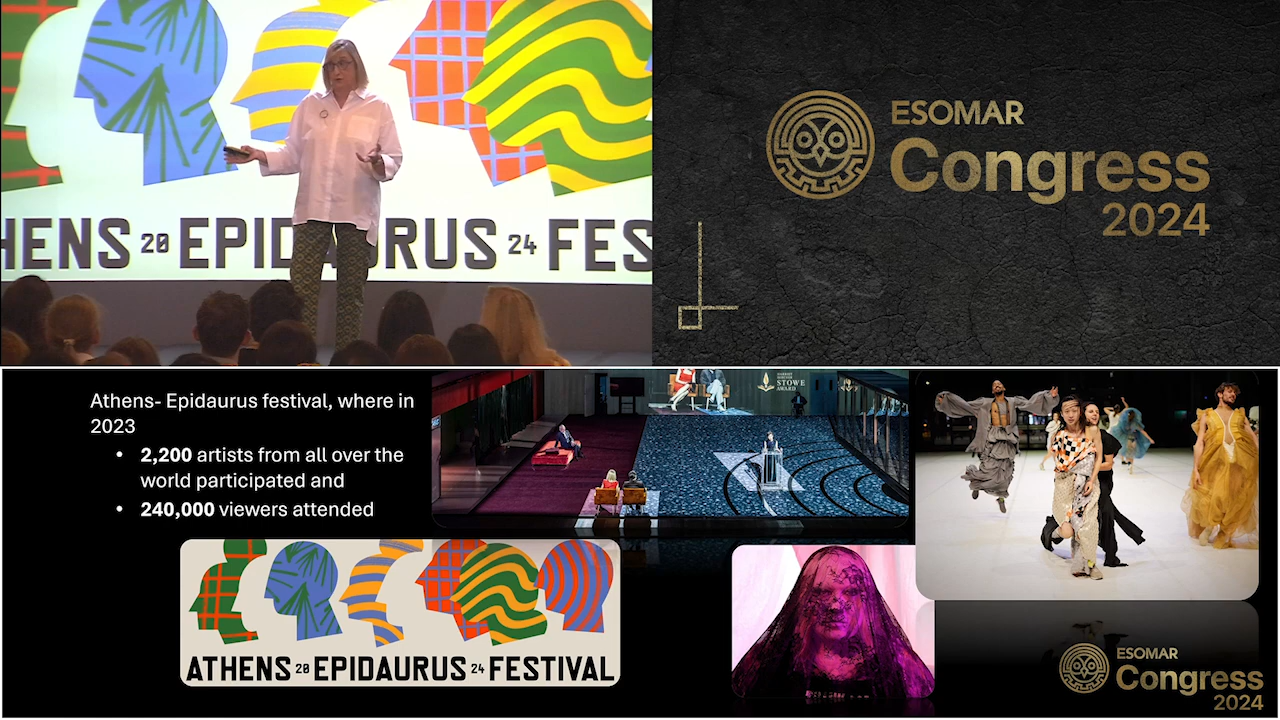 HENS 20 EPIDAURUS 24 FES
ESOMAR
Congress
2024
Athens- Epidaurus festival, where in
2023
• 2,200 artists from all over the
world participated and
• 240,000 viewers attended
STOWE
AWARD
ATHENS 20 EPIDAURUS 24 FESTIVAL
ESOMAR
Congress
2024